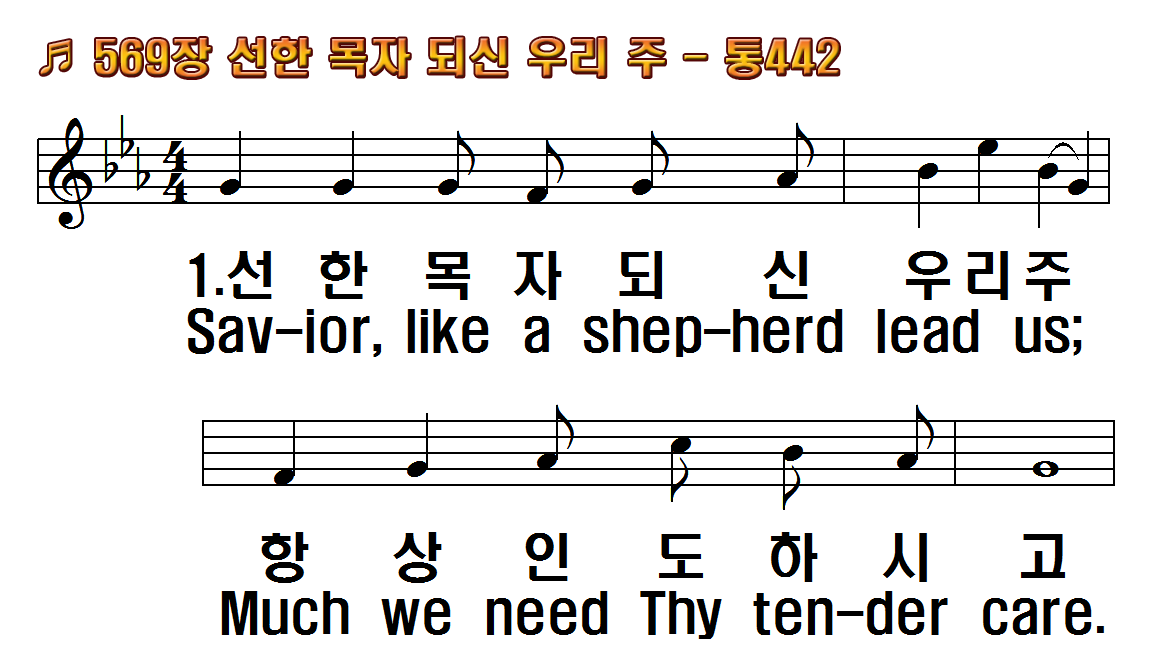 ♬ 569장 선한 목자 되신 우리 주 - 통442
1.선 한 목 자 되 신 우 리 주
Sav-ior, like a shep-herd lead us;
항 상 인 도 하 시 고
Much we need Thy ten-der care.